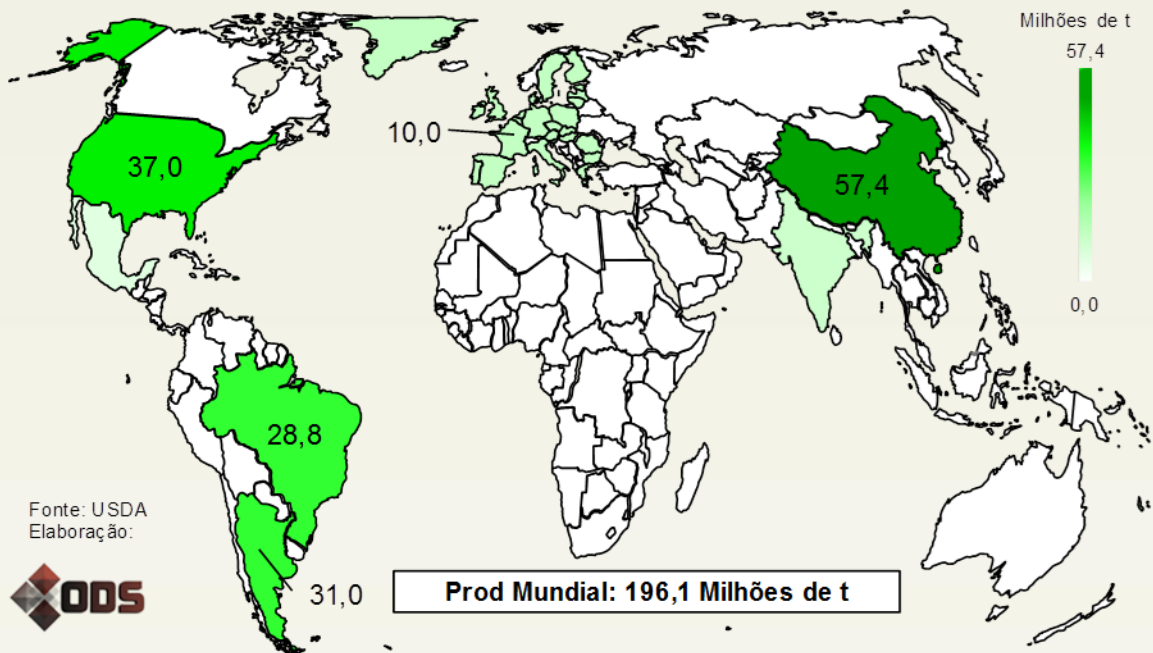 Milhões de t
57,4
10,0
37,0
57,4
0,0
28,8
Fonte: USDA
Elaboração:
ODS
31,0
Prod Mundial: 196,1 Milhões de t